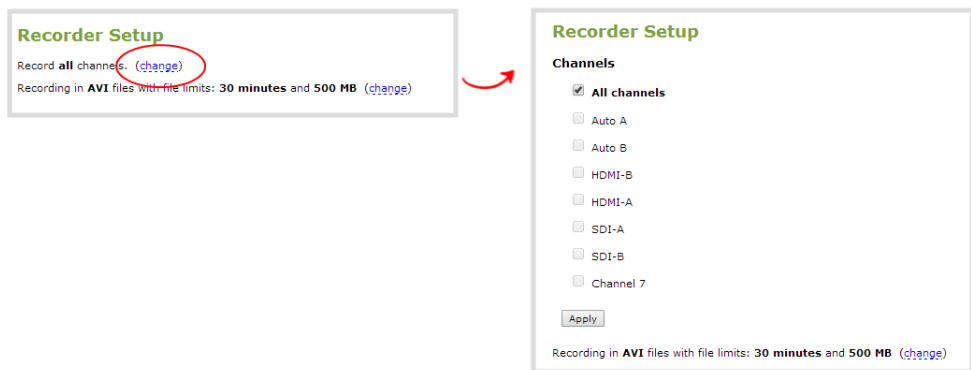 Recorder Setup
Record all channels. (change)
Recording in AVI files with file limits: 30 minutes and 500 MB (change)
Recorder Setup
Channels
All channels
Auto A
Auto B
HDMI-B
HDMI-A
SDI-A
SDI-B
Channel 7
Apply
Recording in AVI files with file limits: 30 minutes and 500 MB (change)